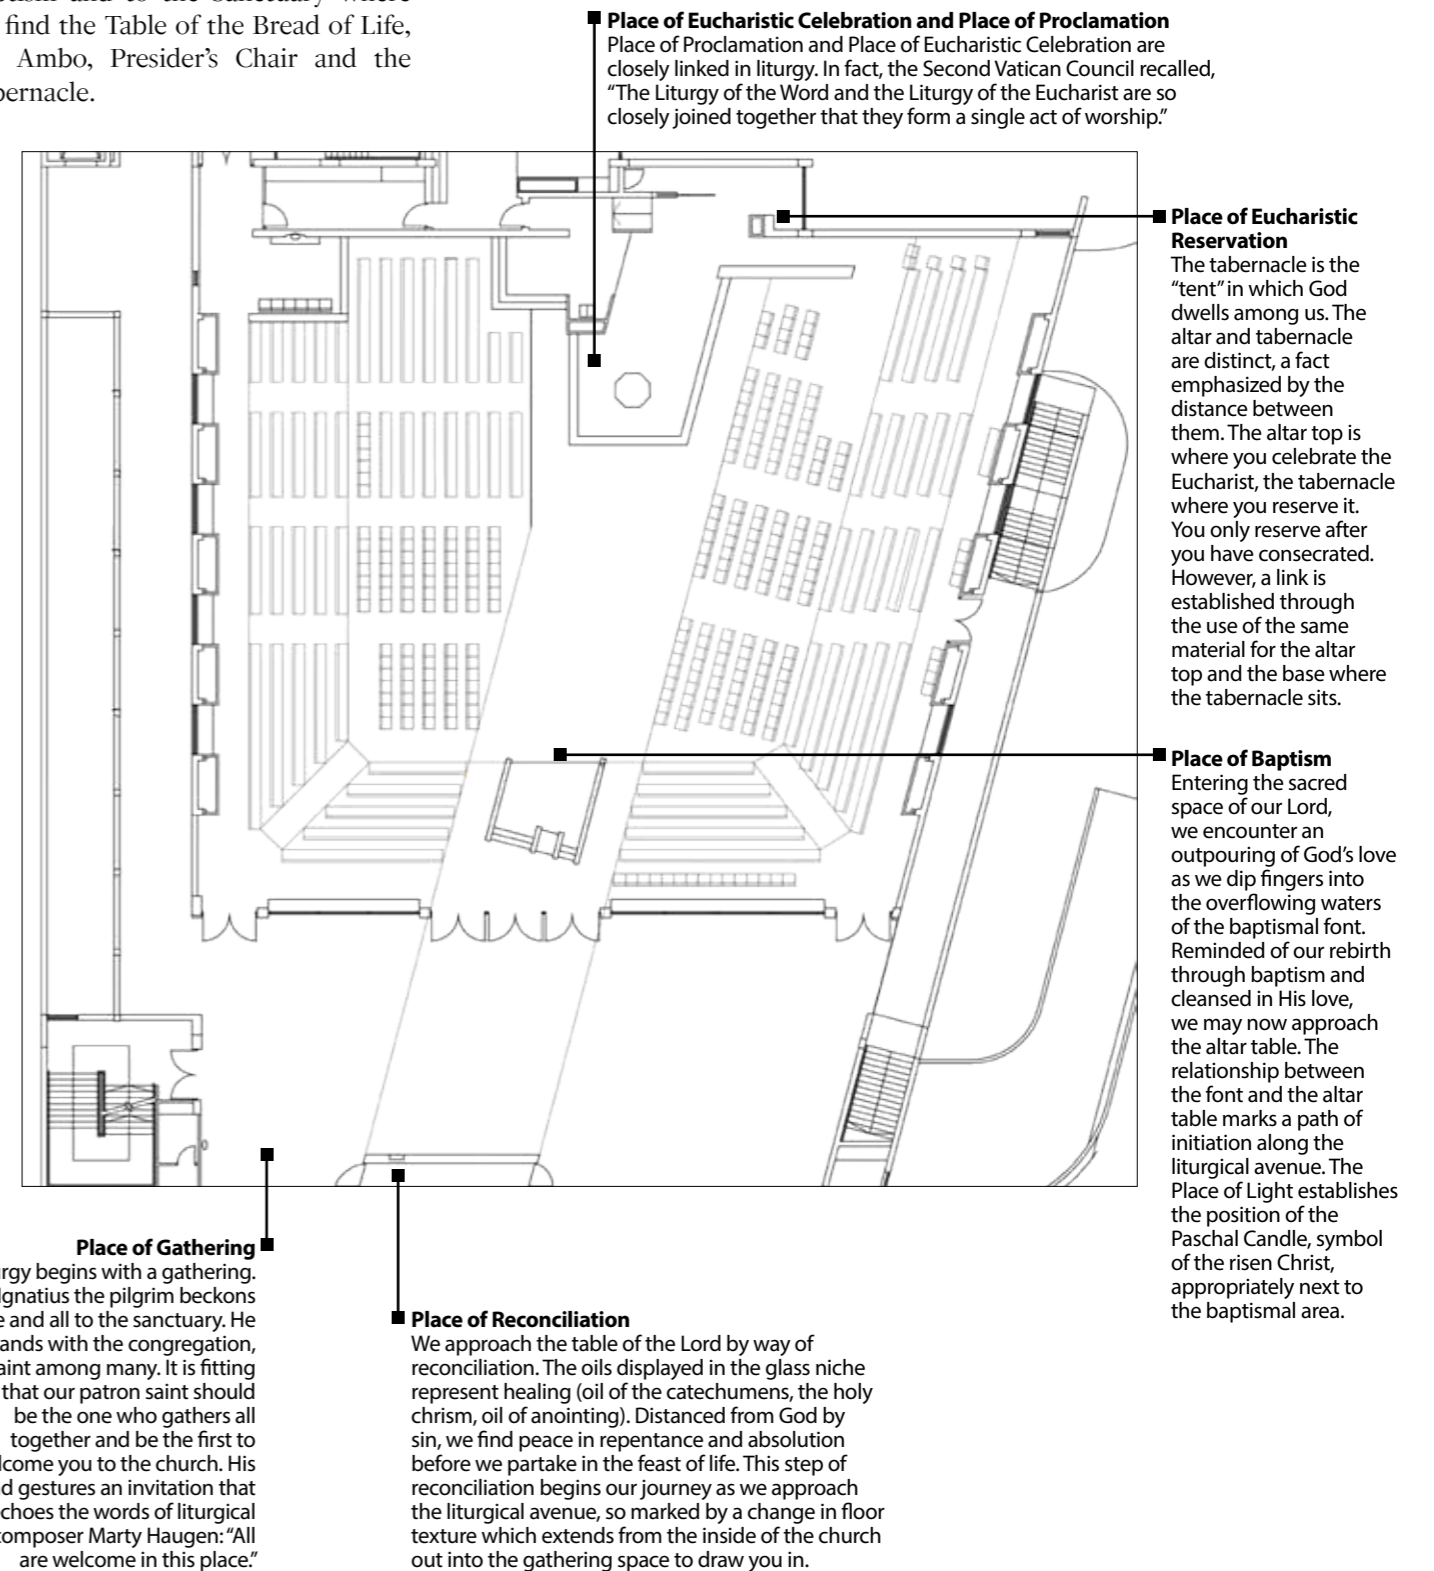 and to the Sanctuary where
find the Table of the Bread of Life,
Ambo, Presider's Chair and the
Place of Eucharistic Celebration and Place of Proclamation
Place of Proclamation and Place of Eucharistic Celebration are
closely linked in liturgy. In fact, the Second Vatican Council recalled,
“The Liturgy of the Word and the Liturgy of the Eucharist are so
closely joined together that they form a single act of worship.”
Place of Eucharistic
Reservation
The tabernacle is the
“tent” in which God
dwells among us. The
altar and tabernacle
are distinct, a fact
emphasized by the
distance between
them. The altar top is
where you celebrate the
Eucharist, the tabernacle
where you reserve it.
You only reserve after
you have consecrated.
However, a link is
established through
the use of the same
material for the altar
top and the base where
the tabernacle sits.
Place of Baptism
Entering the sacred
space of our Lord,
we encounter an
outpouring of God's love
as we dip fingers into
the overflowing waters
of the baptismal font.
Reminded of our rebirth
through baptism and
cleansed in His love,
we may now approach
the altar table. The
relationship between
the font and the altar
table marks a path of
initiation along the
liturgical avenue. The
Place of Light establishes
the position of the
Paschal Candle, symbol
of the risen Christ,
appropriately next to
the baptismal area.
Place of Gathering
begins with a gathering.
Ignatius the pilgrim beckons
and all to the sanctuary. He
with the congregation,
among many. It is fitting
that our patron saint should
be the one who gathers all
together and be the first to
you to the church. His
gestures an invitation that
the words of liturgical
composer Marty Haugen: “All
are welcome in this place.”
Place of Reconciliation
We approach the table of the Lord by way of
reconciliation. The oils displayed in the glass niche
represent healing (oil of the catechumens, the holy
chrism, oil of anointing). Distanced from God by
sin, we find peace in repentance and absolution
before we partake in the feast of life. This step of
reconciliation begins our journey as we approach
the liturgical avenue, so marked by a change in floor
texture which extends from the inside of the church
out into the gathering space to draw you in.